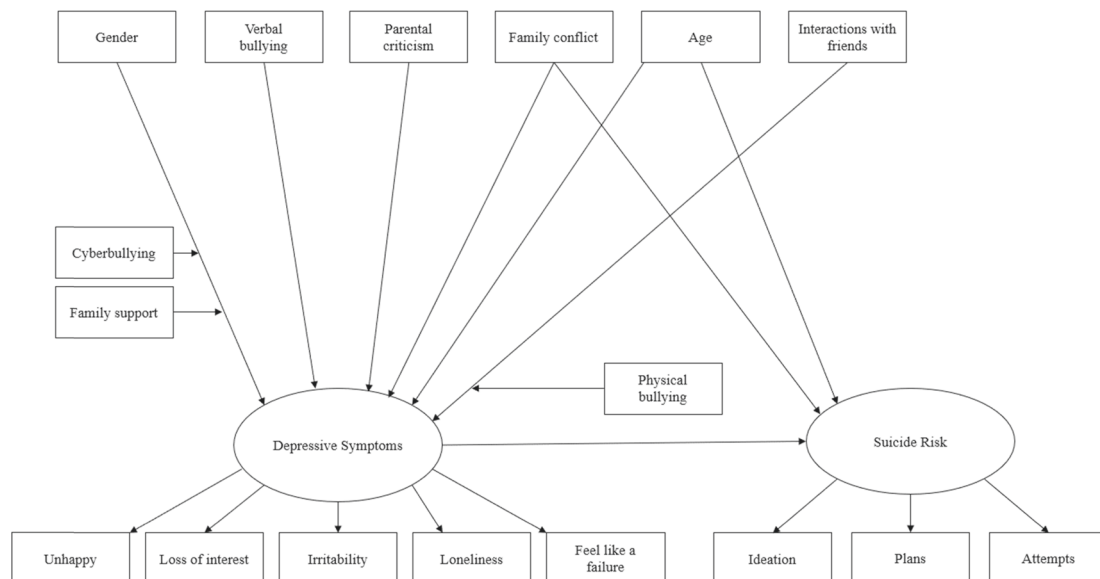 Gender
Verbal
bullying
Parental
criticism
Family conflict
Age
Interactions with
friends
Cyberbullying
Family support
Physical
bullying
Depressive Symptoms
Suicide Risk
Unhappy
Loss of interest
Irritability
Loneliness
Feel like a
failure
Ideation
Plans
Attempts